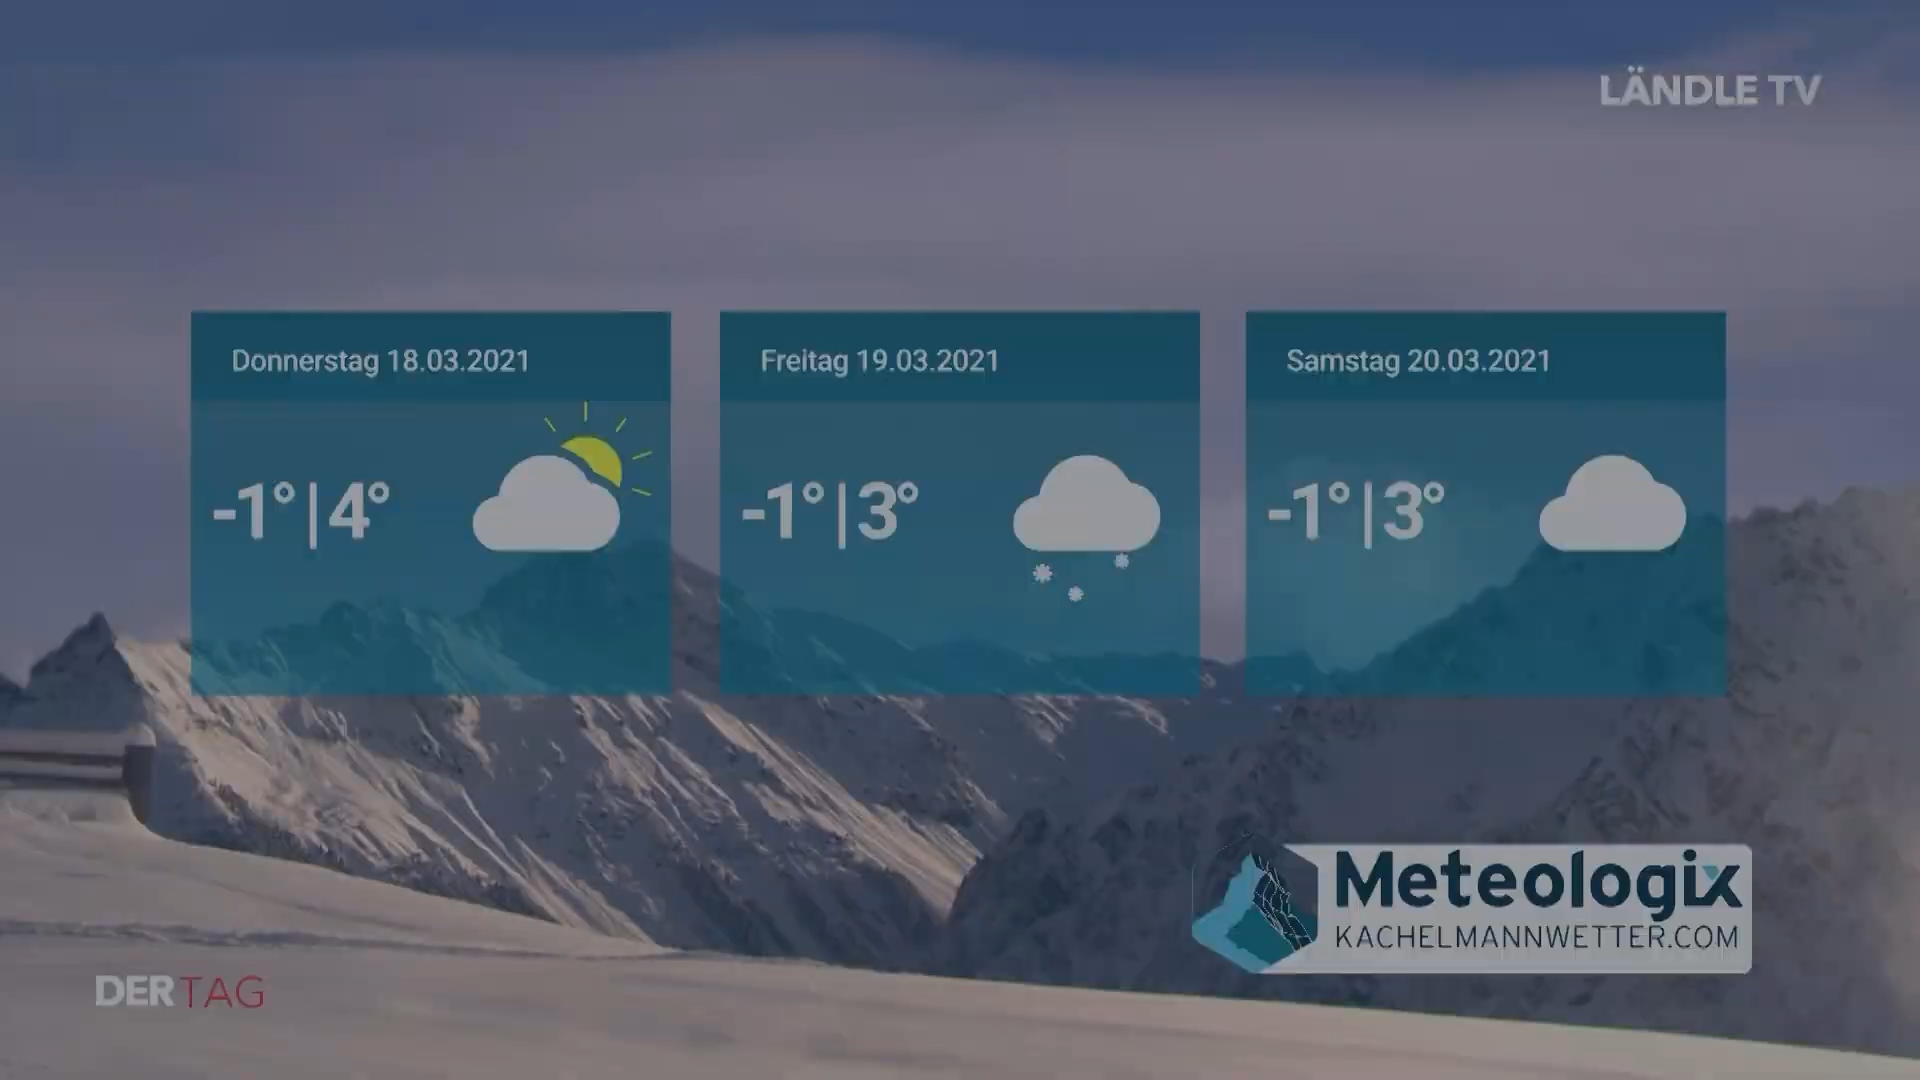 LÄNDLE TV
Donnerstag 18.03.2021
-1°|4°
Freitag 19.03.2021
-1°|3°
Samstag 20.03.2021
-1°|3°
Meteologix
KACHELMANNWETTER.COM
DER TAG